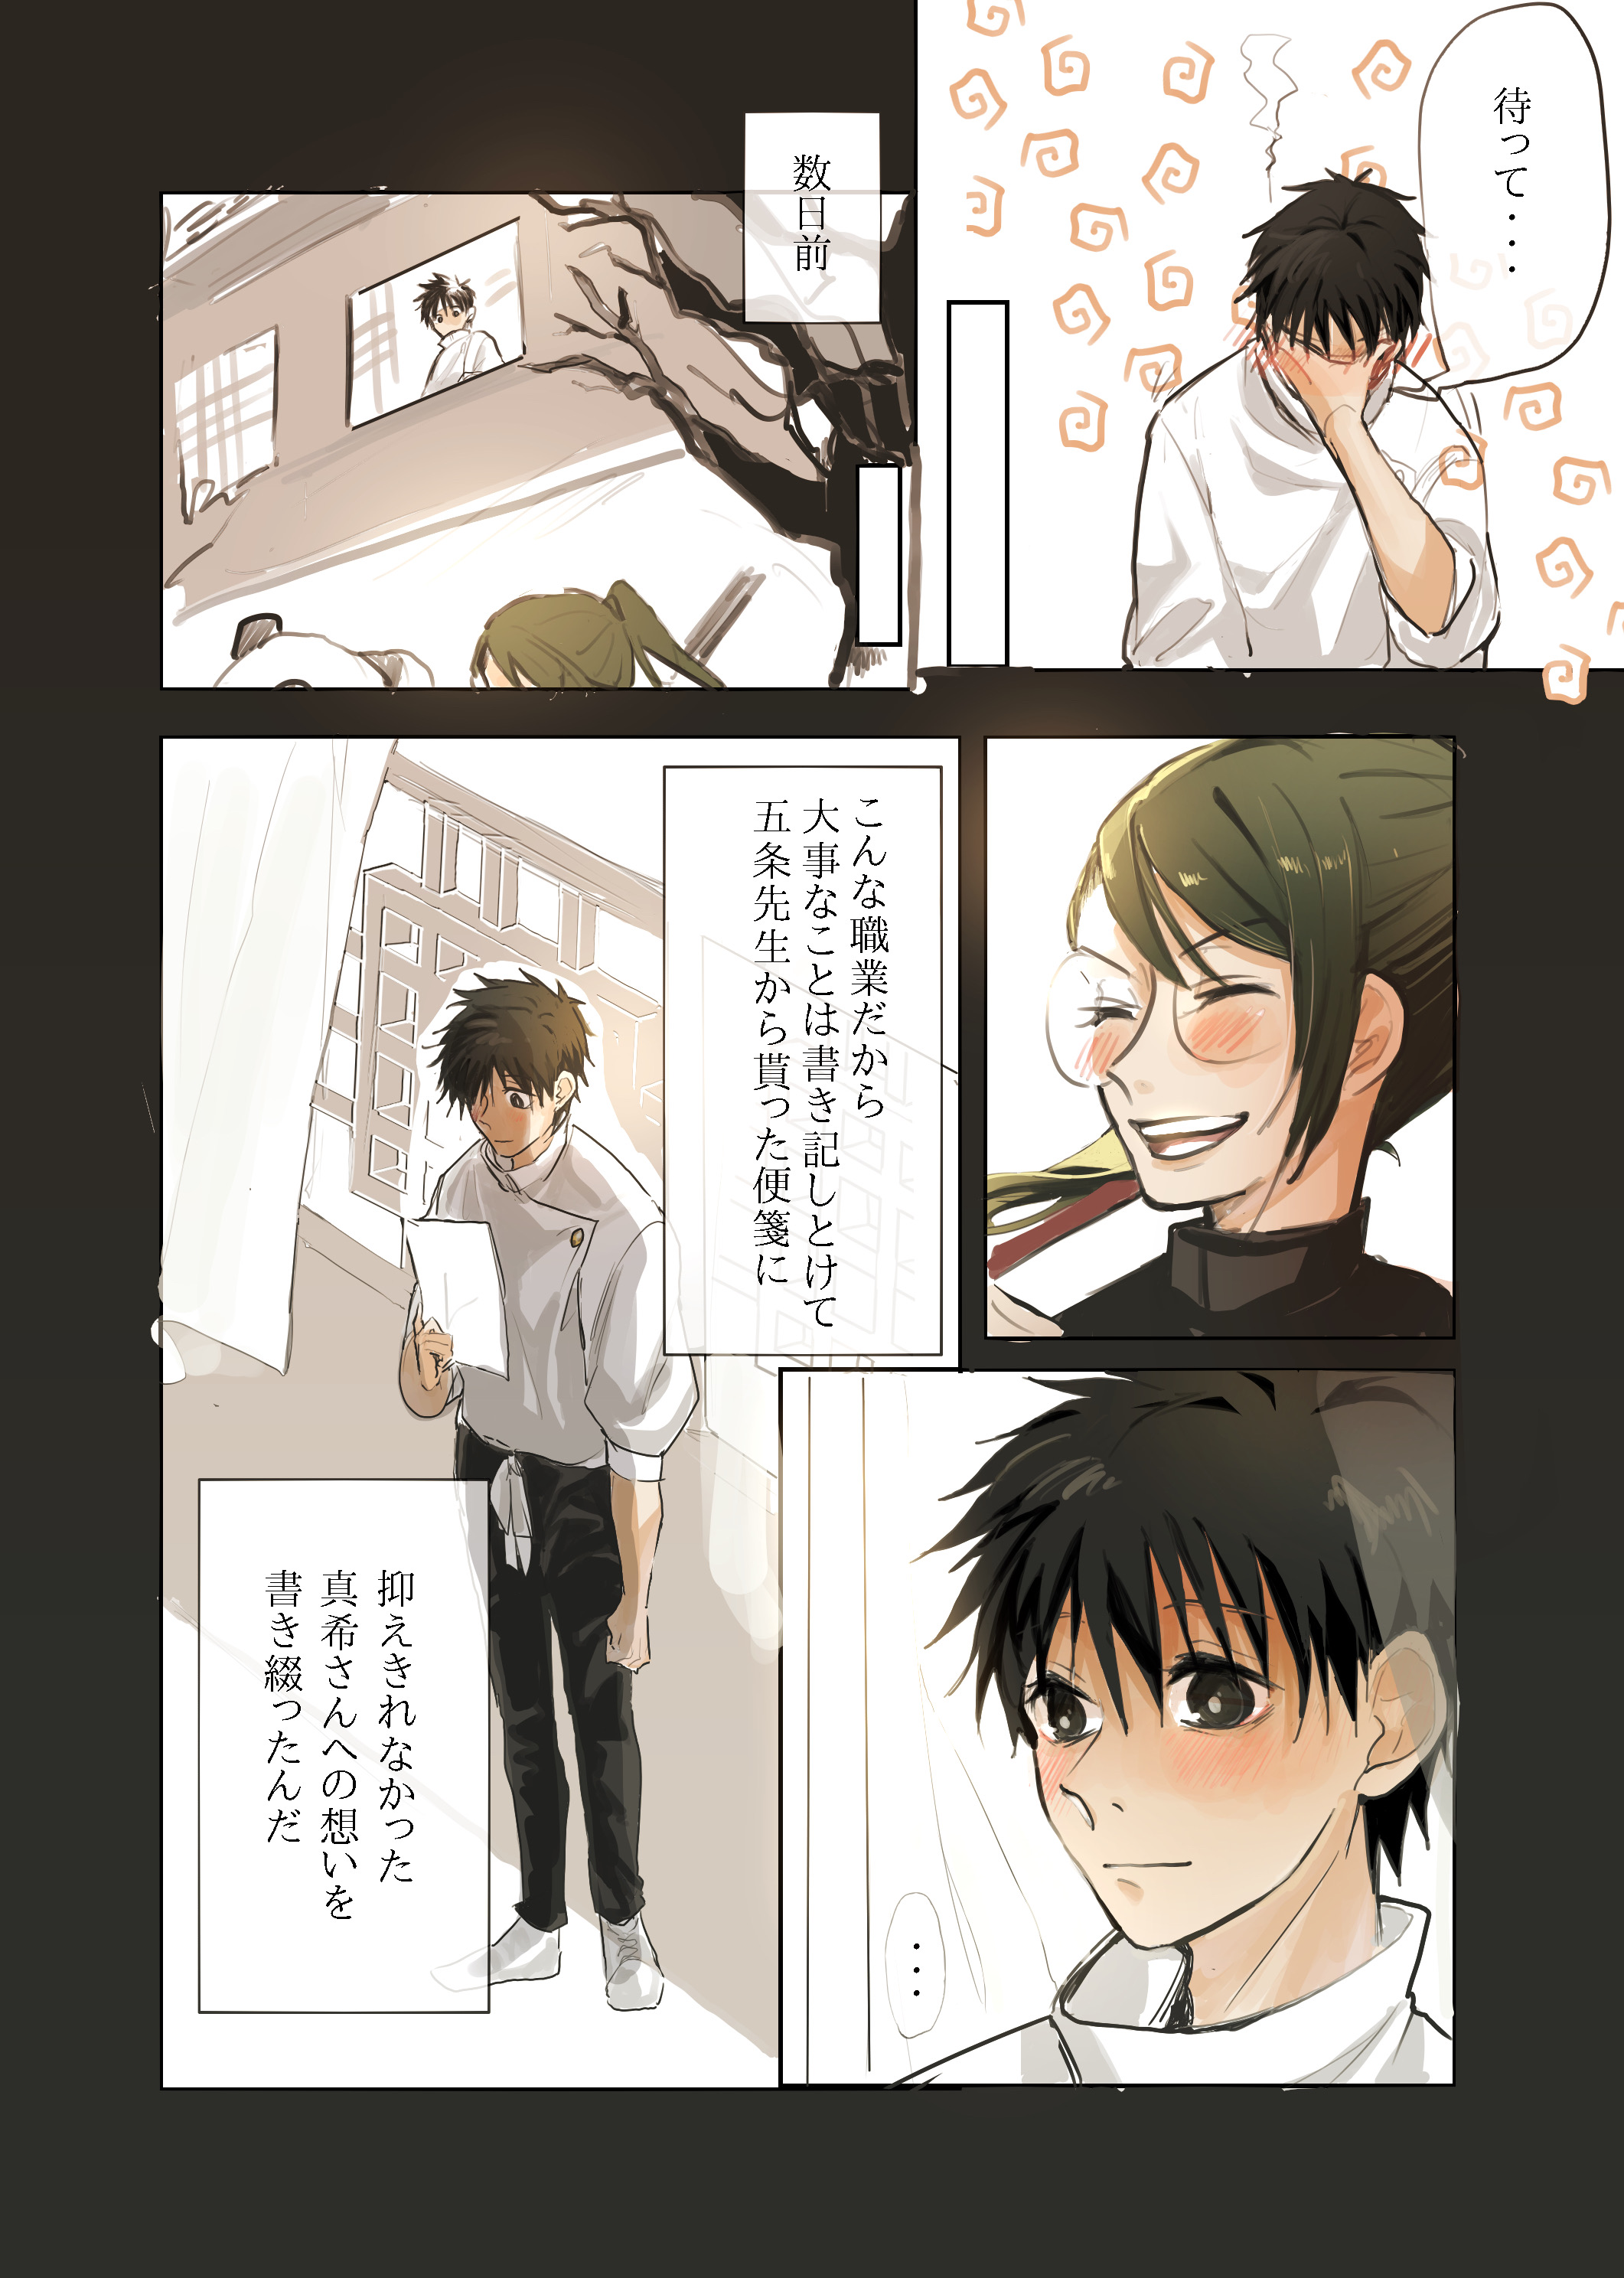 待って・・・
数日前
こんな職業だから
大事なことは書き記しとけて
五条先生から貰った便箋に
・・・
抑えきれなかった
真希さんへの想いを
書き綴ったんだ